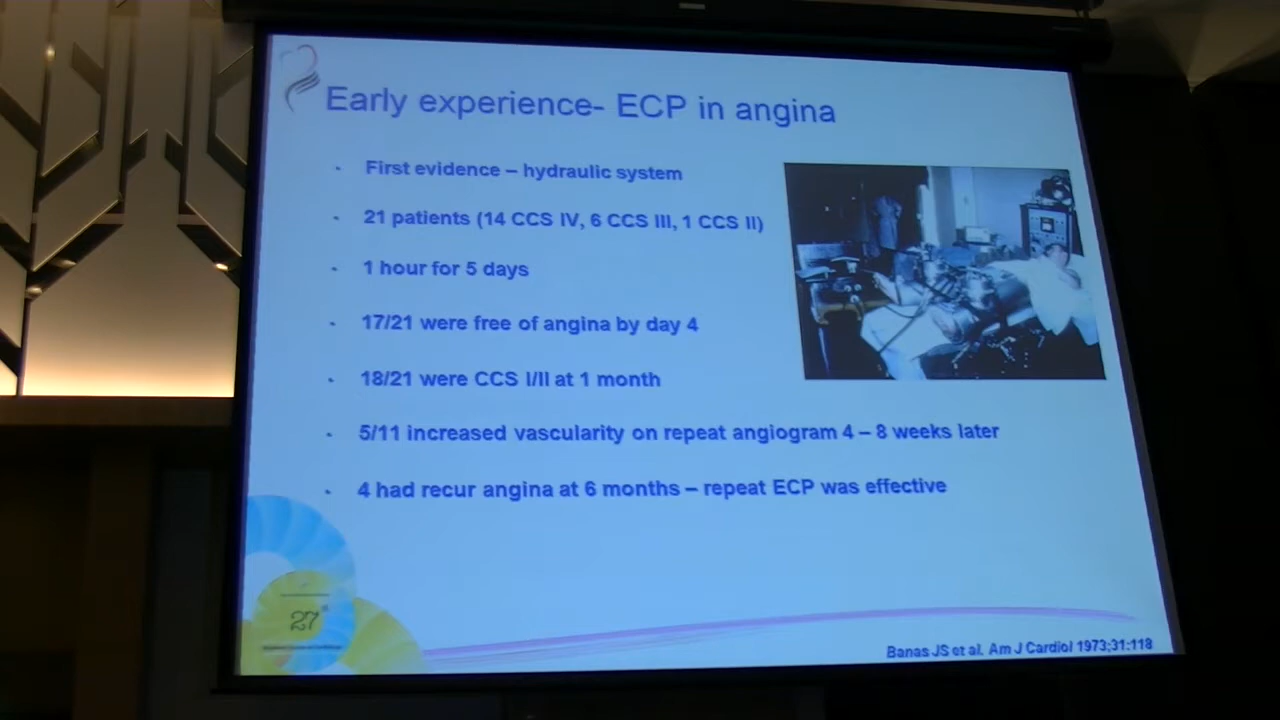 Early experience- ECP in angina
First evidence – hydraulic system
21 patients (14 CCS IV, 6 CCS III, 1 CCS II)
1 hour for 5 days
17/21 were free of angina by day 4
18/21 were CCS I/II at 1 month
5/11 increased vascularity on repeat angiogram 4 – 8 weeks later
4 had recur angina at 6 months – repeat ECP was effective
27
Banas JS et al. Am J Cardiol 1973;31:118